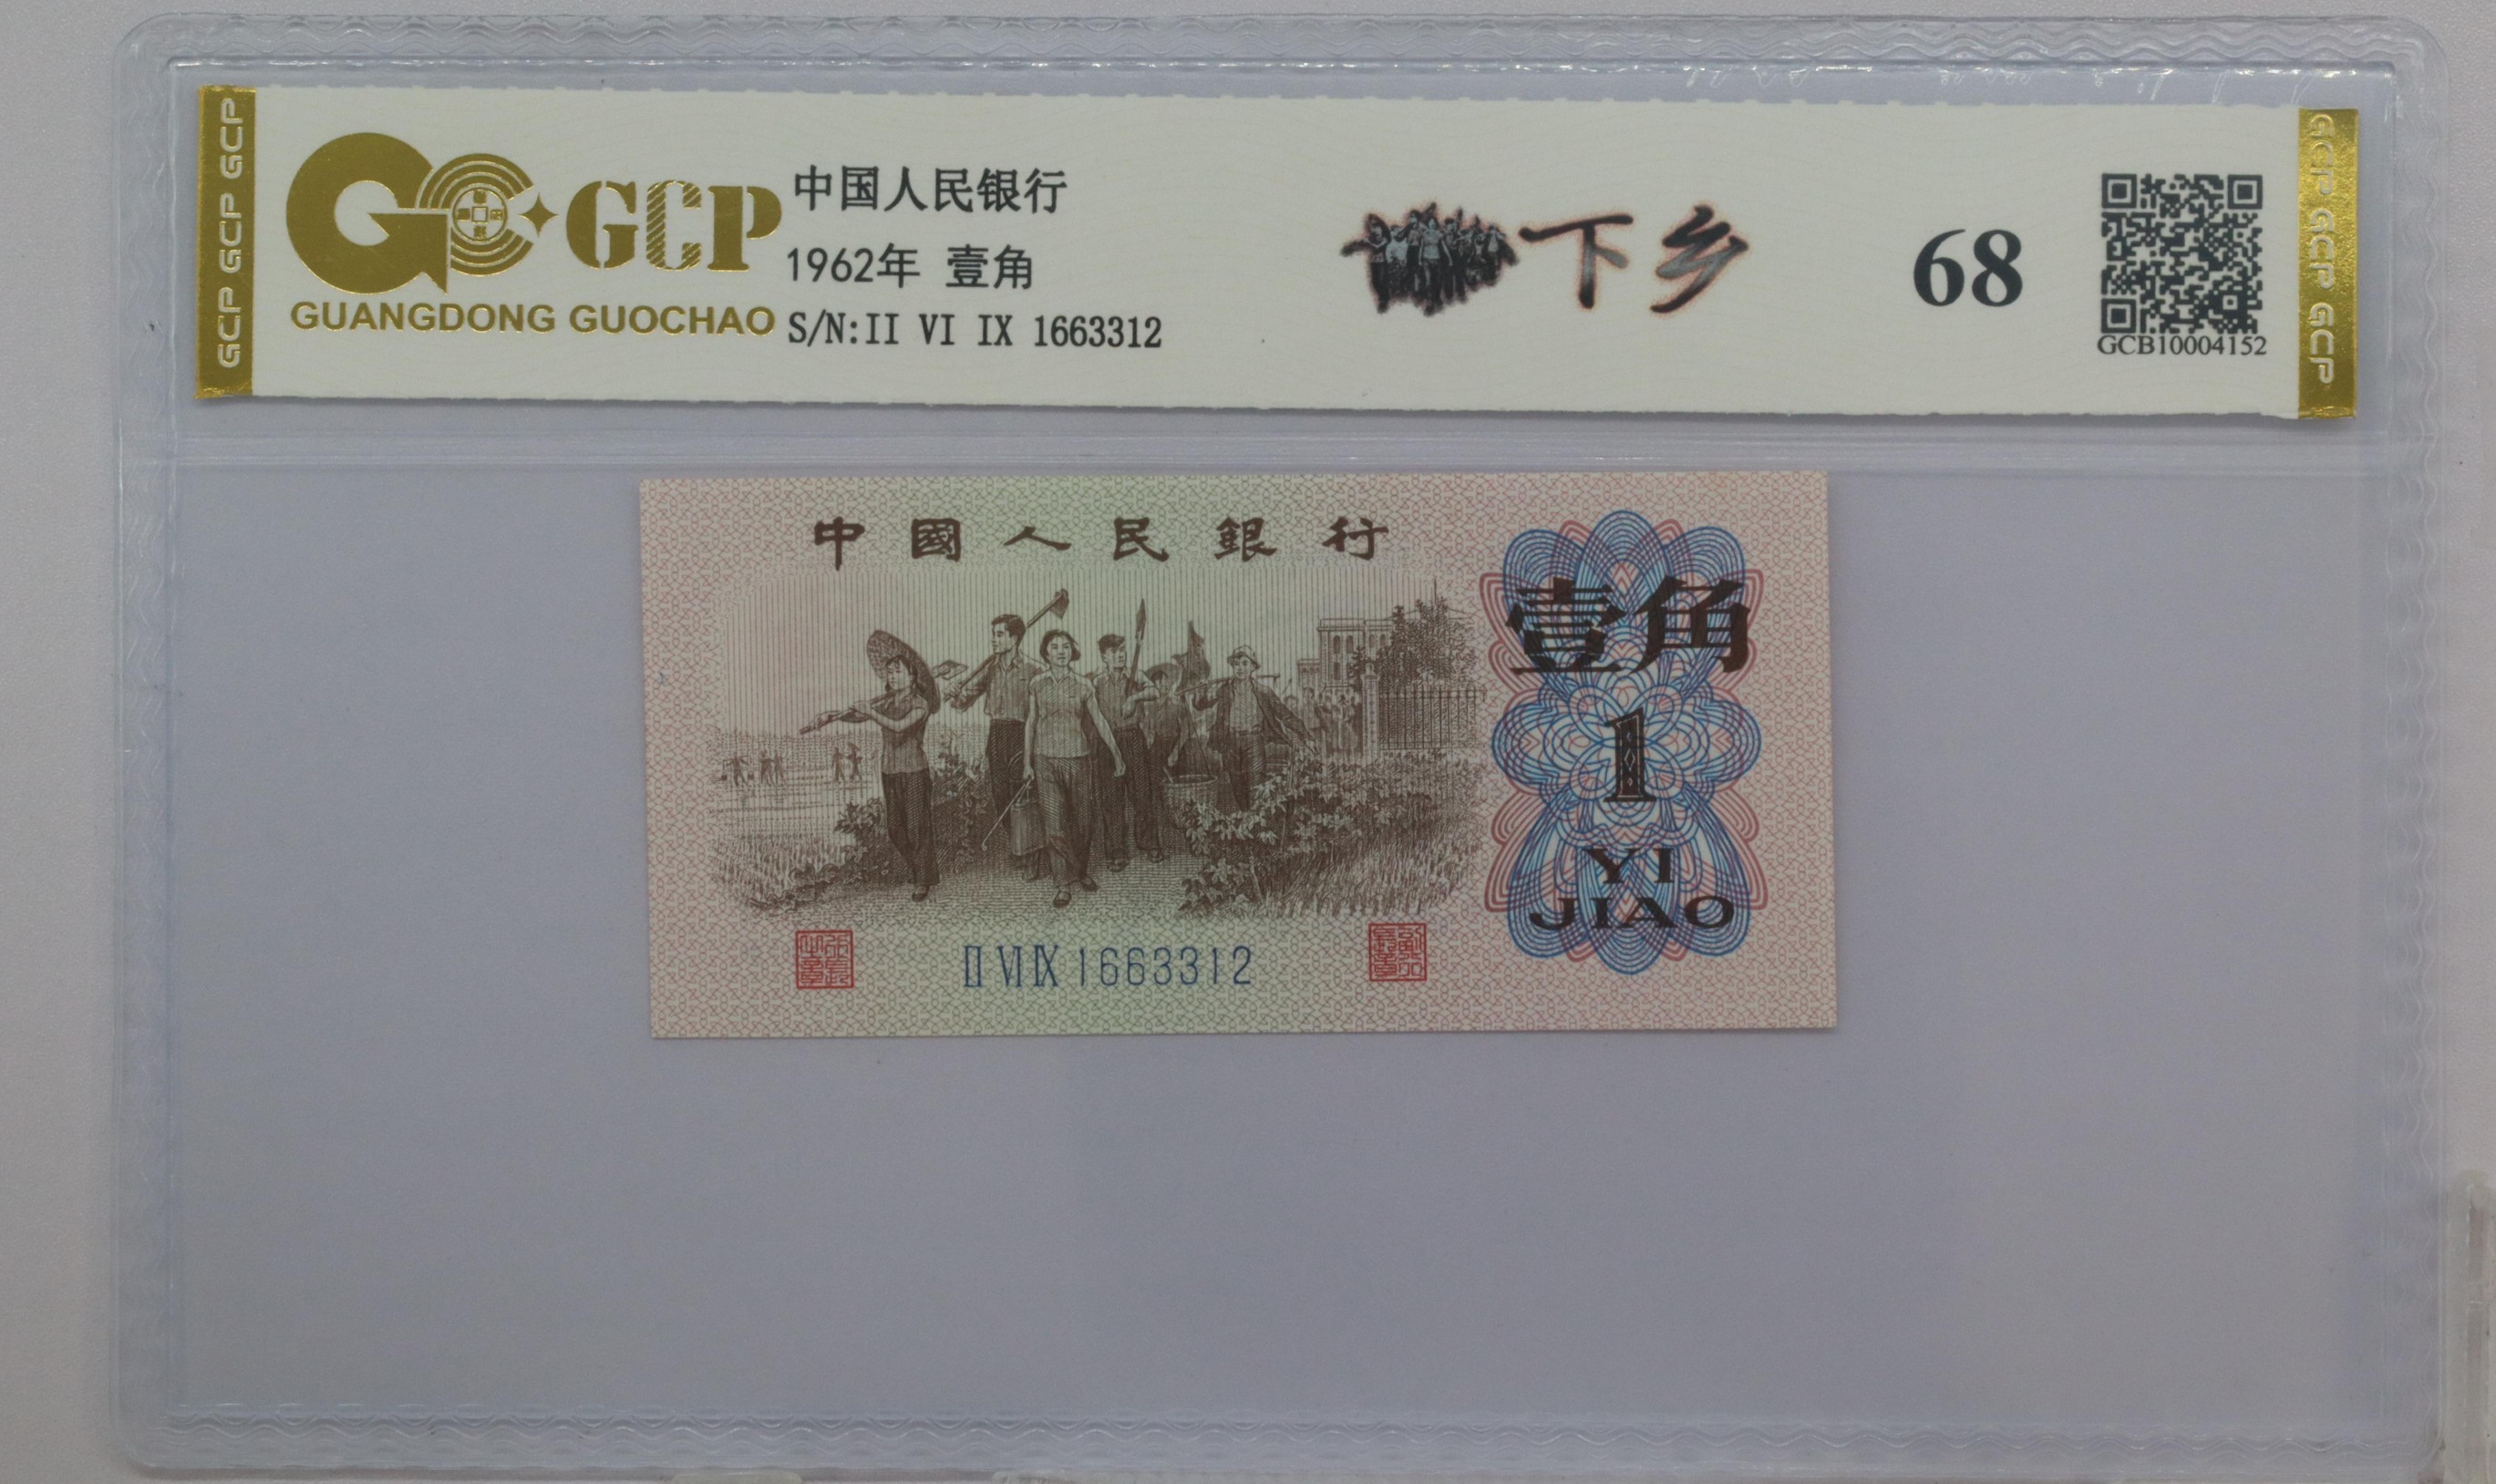 GCP GCP GCP
GCP
GUANGDONG GUOCHAO
中国人民银行
1962年 壹角
S/N:II VI IX 1663312
下乡
68
GCB10004152
GCP GCP GCP
中國人民銀行
壹角
1
YI
JIAO
II VI IX 1663312